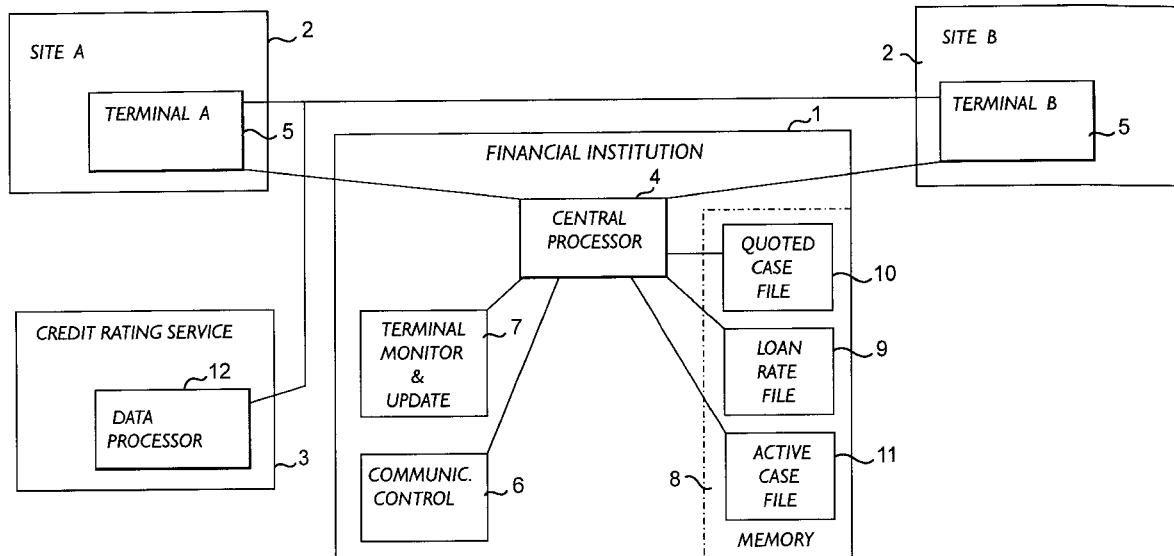 SITE A
2
TERMINAL A
5
SITE B
2
TERMINAL B
5
1
FINANCIAL INSTITUTION
4
CENTRAL
PROCESSOR
QUOTED
CASE
FILE
10
TERMINAL
MONITOR
&
UPDATE
7
LOAN
RATE
FILE
9
CREDIT RATING SERVICE
12
DATA
PROCESSOR
3
COMMUNIC.
CONTROL
6
ACTIVE
CASE
FILE
11
8
MEMORY